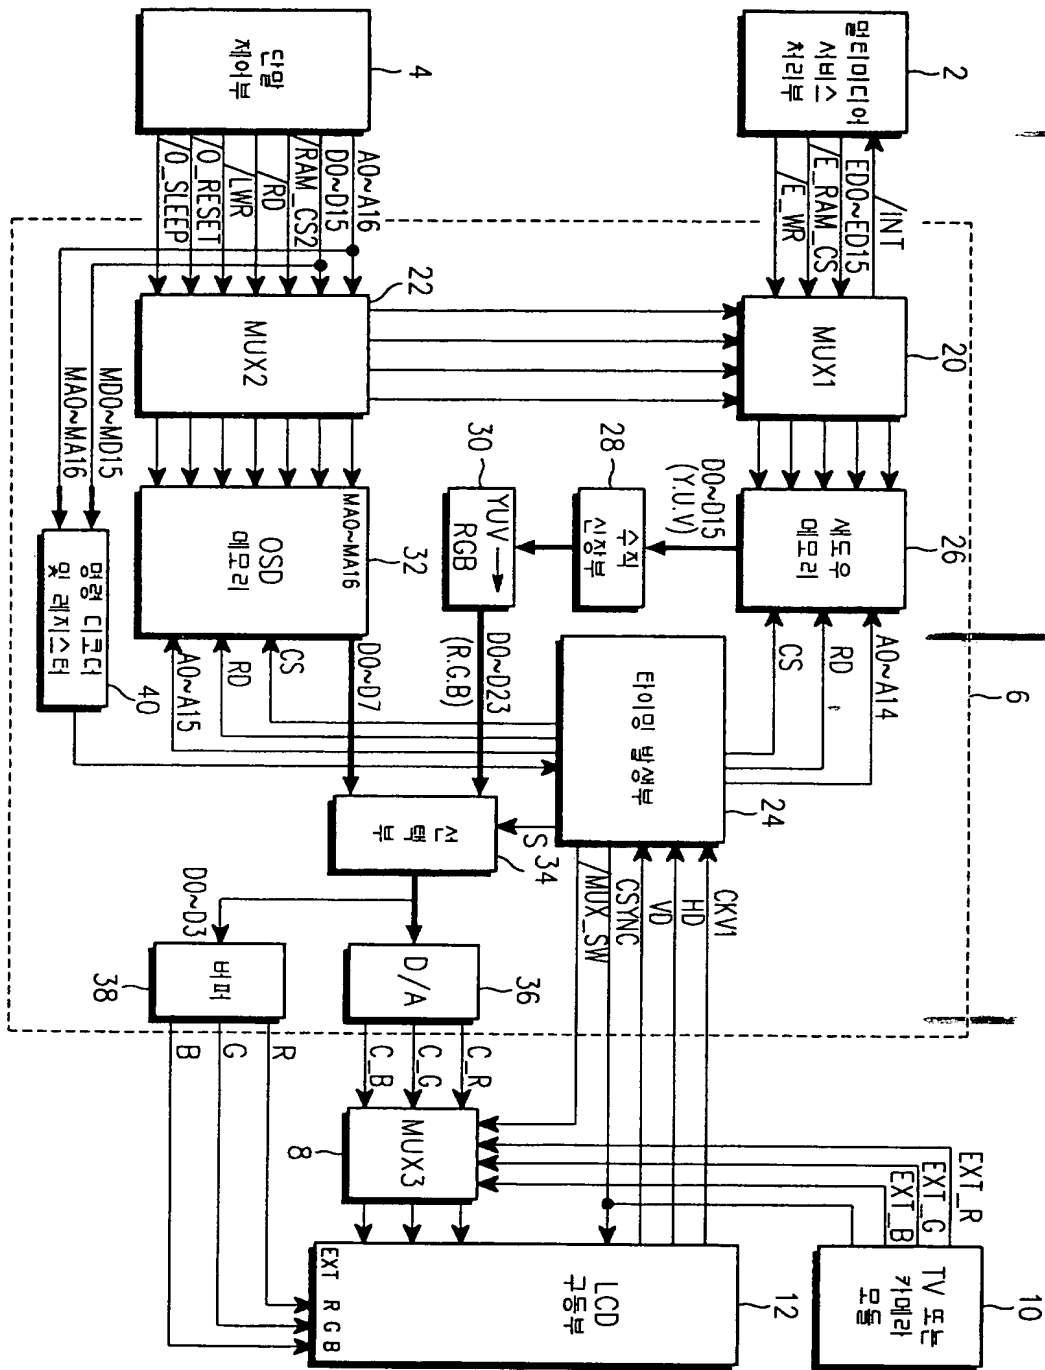 멀티미디어
서비스
처리부
2
/INT
ED0~ED15
/E_RAM_CS
/E_WR
MUX1
20
새도우
메모리
26
A0~A14
RD
CS
6
단말
제어부
4
A0~A16
D0~D15
/RAM_CS2
/RD
/LWR
/O_RESET
/O_SLEEP
MUX2
22
MD0~MD15
MA0~MA16
D0~D15
(Y.U.V)
수직
신장부
28
YUV
RGB
30
D0~D23
(R.G.B)
MA0~MA16
OSD
메모리
32
D0~D7
CS
RD
A0~A15
명령 디코더
및 레지스터
40
타이밍 발생부
24
S
선택부
34
CKV1
HD
VD
CSYNC
/MUX_SW
D/A
36
D0~D3
버퍼
38
C_R
C_G
C_B
R
G
B
MUX3
8
EXT_R
EXT_G
EXT_B
TV 또는
카메라
모듈
10
LCD
구동부
12
EXT R G B